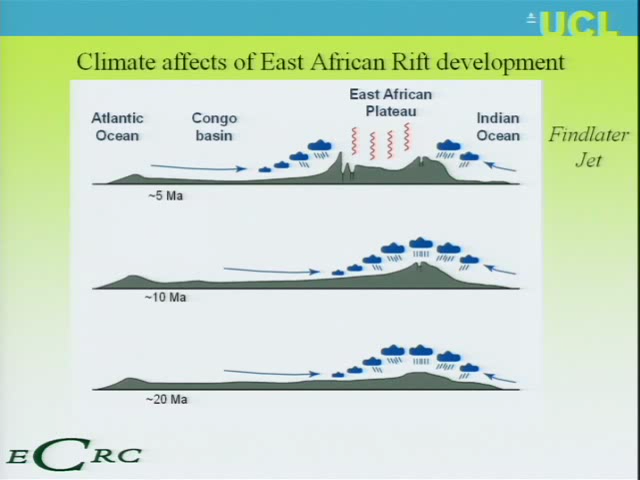 UCL
Climate affects of East African Rift development
East African
Plateau
Atlantic
Ocean
Congo
basin
Indian
Ocean
Findlater
Jet
~5 Ma
~10 Ma
~20 Ma
ECRC